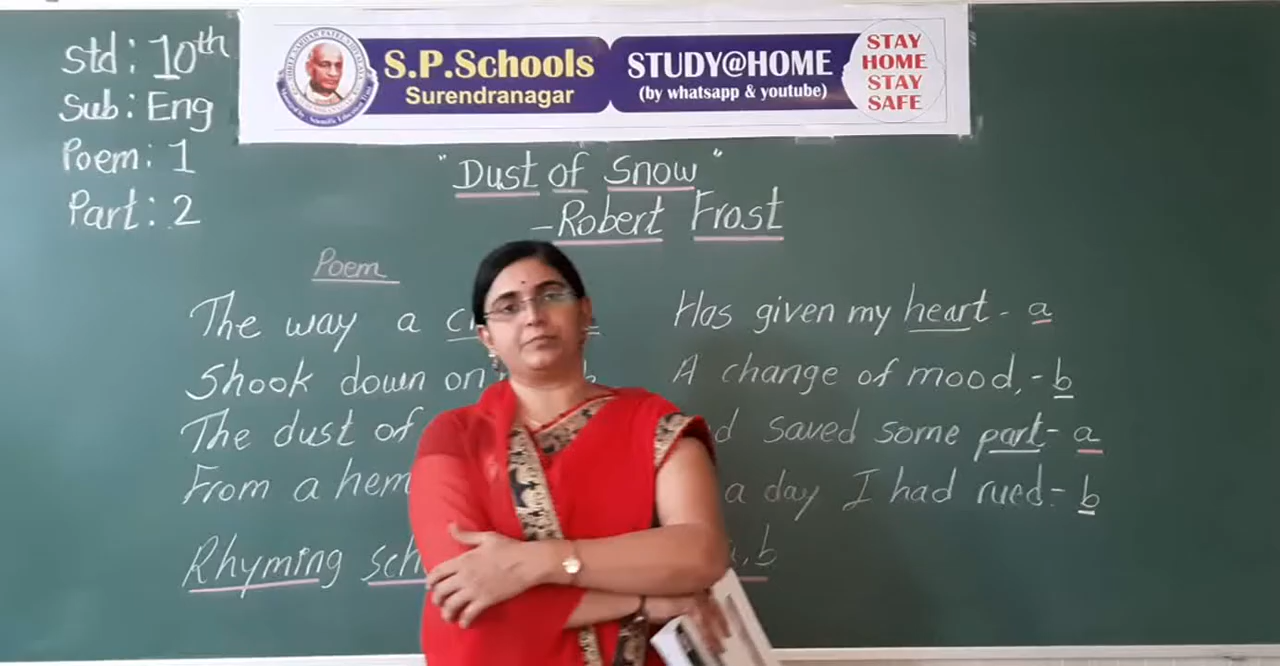 std: 10th
Sub: Eng
Poem: 1
Part: 2
S.P.Schools
Surendranagar
STUDY@HOME
(by whatsapp & youtube)
STAY
HOME
STAY
SAFE
"Dust of Snow"
- Robert Frost
Poem
The way a
Shook down on
The dust of
From a
Has given my heart - a
A change of mood, - b
saved some part - a
a day I had rued - b
Rhyming
b